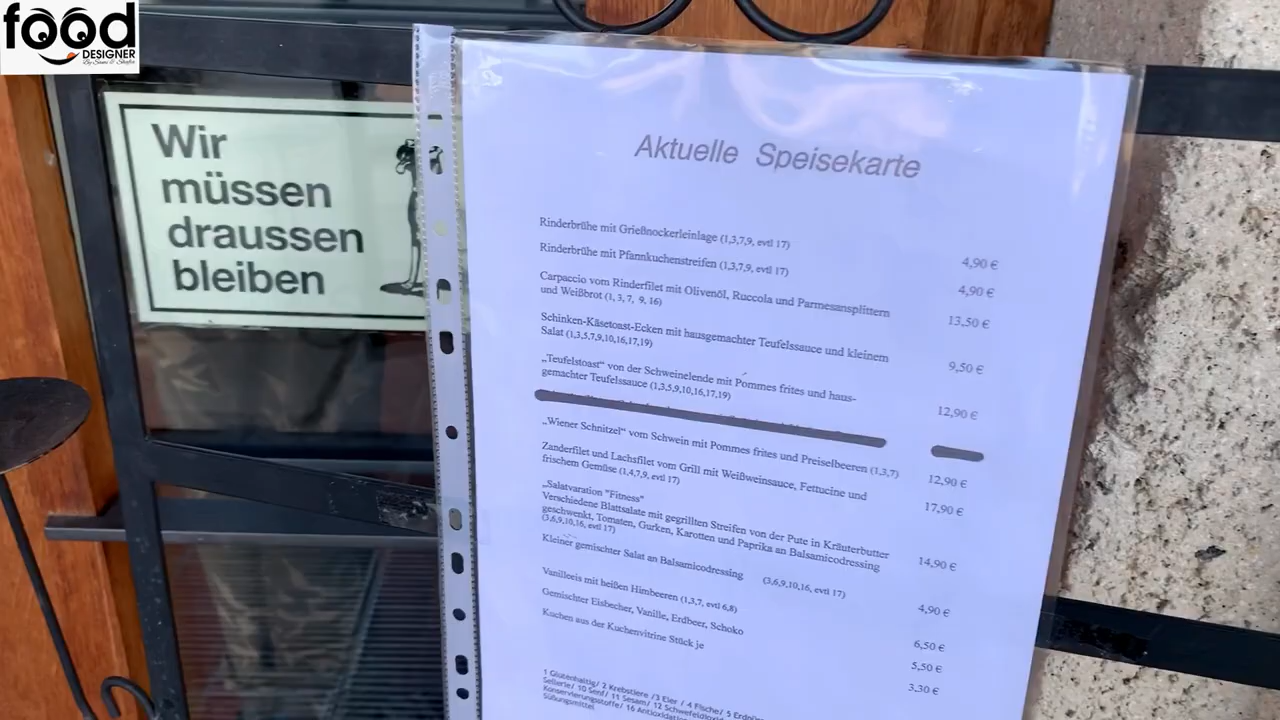 food
DESIGNER
Wir
müssen
draussen
bleiben
Aktuelle Speisekarte
Rinderbrühe mit Grießnockerleinlage (1,3,7,9, evtl 17) 4,90 €
Rinderbrühe mit Pfannkuchenstreifen (1,3,7,9, evtl 17) 4,90 €
Carpaccio vom Rinderfilet mit Olivenöl, Ruccola und Parmesansplittern
und Weißbrot (1, 3, 7, 9, 16) 13,50 €
Schinken-Käsetoast-Ecken mit hausgemachter Teufelssauce und kleinem
Salat (1,3,5,7,9,10,16,17,19) 9,50 €
„Teufelstoast“ von der Schweinelende mit Pommes frites und haus-
gemachter Teufelssauce (1,3,5,9,10,16,17,19) 12,90 €
„Wiener Schnitzel“ vom Schwein mit Pommes frites und Preiselbeeren (1,3,7) 12,90 €
Zanderfilet und Lachsfilet vom Grill mit Weißweinsauce, Fettucine und
frischem Gemüse (1,4,7,9, evtl 17) 17,90 €
„Salatvaration "Fitness"
Verschiedene Blattsalate mit gegrillten Streifen von der Pute in Kräuterbutter
geschwenkt, Tomaten, Gurken, Karotten und Paprika an Balsamicodressing
(3,6,9,10,16, evtl 17) 14,90 €
Kleiner gemischter Salat an Balsamicodressing (3,6,9,10,16, evtl 17) 4,90 €
Vanilleeis mit heißen Himbeeren (1,3,7, evtl 6,8) 6,50 €
Gemischter Eisbecher, Vanille, Erdbeer, Schoko 5,50 €
Kuchen aus der Kuchenvitrine Stück je 3,30 €
1 Glutenhaltig/ 2 Krebstiere /3 Eier / 4 Fische/ 5
Sellerie/ 10 Senf/ 11 Sesam/ 12
Konservierungsstoffe/ 16
Süßungsmittel